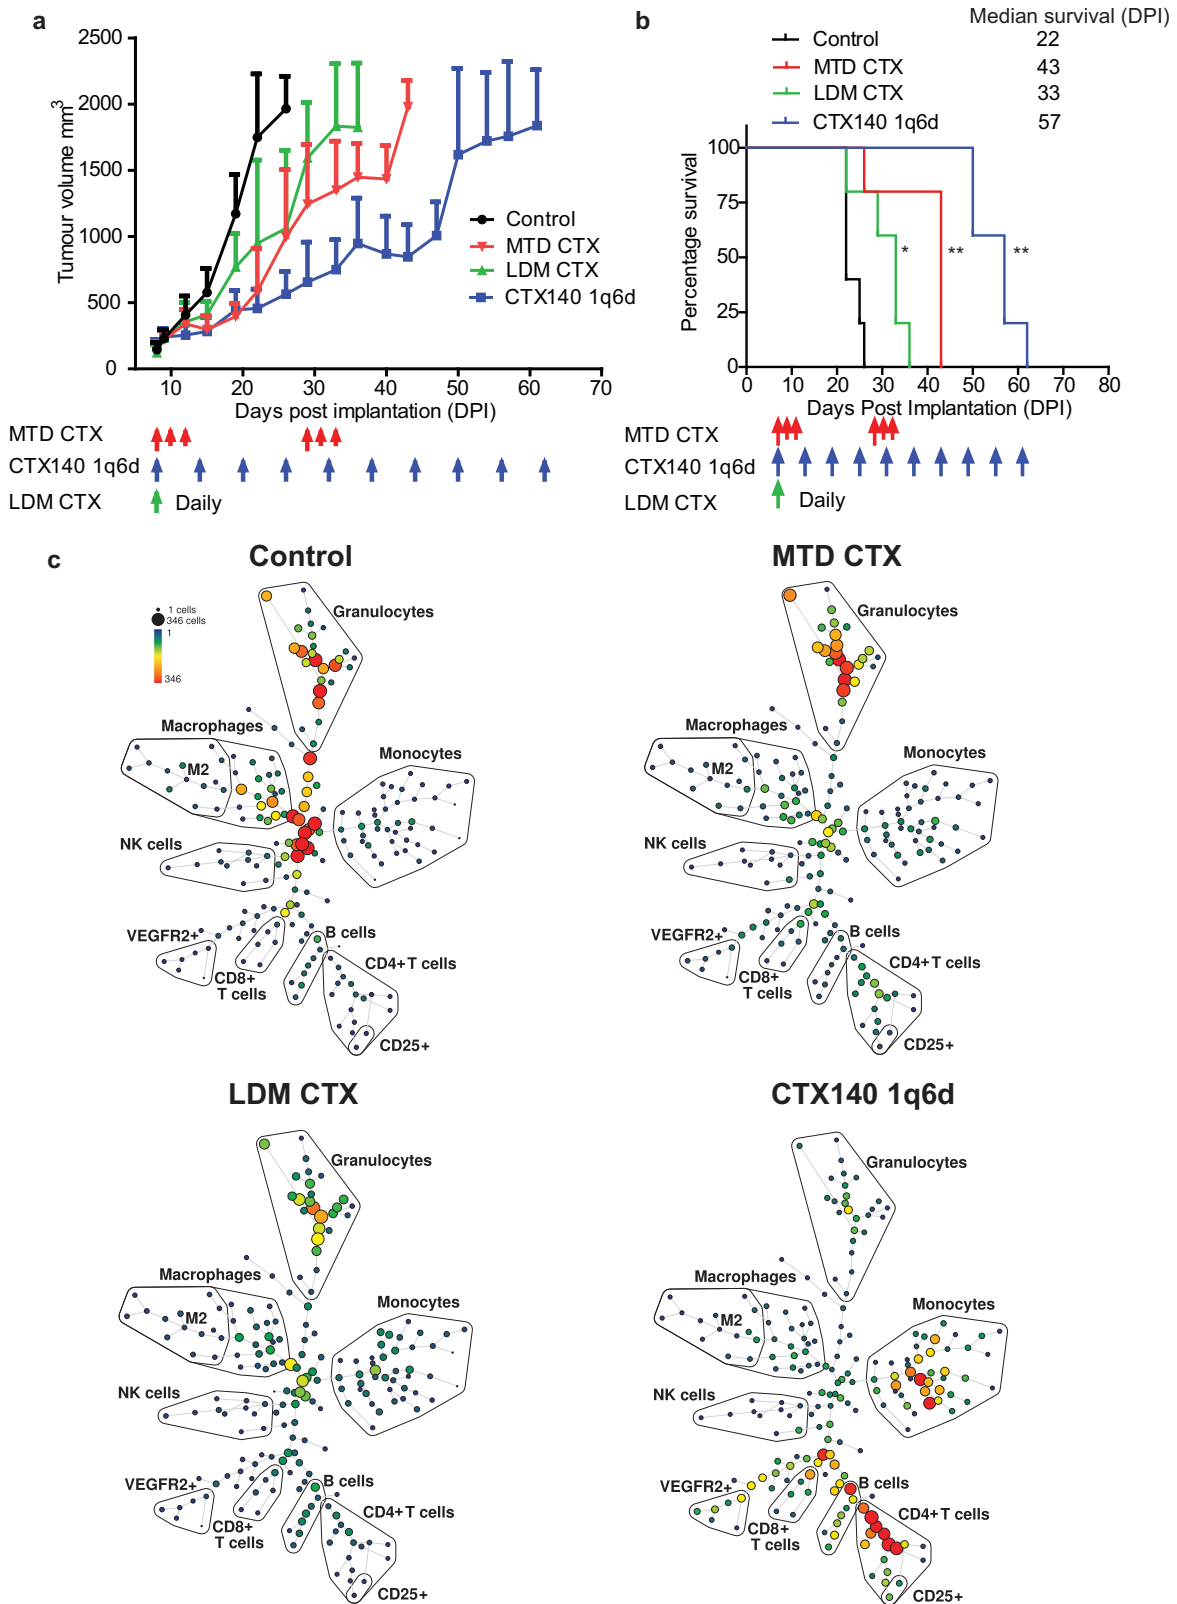 a
2500
2000
1500
1000
500
0
Tumour volume mm3
10 20 30 40 50 60 70
Days post implantation (DPI)
Control
MTD CTX
LDM CTX
CTX140 1q6d
MTD CTX
CTX140 1q6d
LDM CTX Daily
b
Median survival (DPI)
Control 22
MTD CTX 43
LDM CTX 33
CTX140 1q6d 57
100
75
50
25
0
Percentage survival
* ** **
0 10 20 30 40 50 60 70 80
Days Post Implantation (DPI)
MTD CTX
CTX140 1q6d
LDM CTX Daily
c
Control
1 cells
346 cells
1
346
Granulocytes
Macrophages
M2
Monocytes
NK cells
VEGFR2+
CD8+
T cells
B cells
CD4+T cells
CD25+
MTD CTX
Granulocytes
Macrophages
M2
Monocytes
NK cells
VEGFR2+
CD8+
T cells
B cells
CD4+T cells
CD25+
LDM CTX
Granulocytes
Macrophages
M2
Monocytes
NK cells
VEGFR2+
CD8+
T cells
B cells
CD4+T cells
CD25+
CTX140 1q6d
Granulocytes
Macrophages
M2
Monocytes
NK cells
VEGFR2+
CD8+
T cells
B cells
CD4+T cells
CD25+